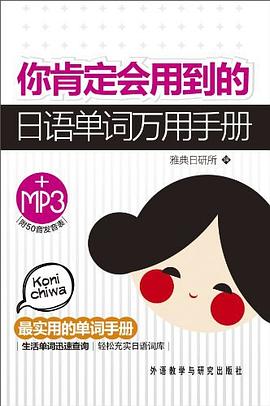 你肯定会用到的
日语单词万用手册
雅典日研所 编
+
MP3
附50音发音表
Koni
chiwa
最实用的单词手册
生活单词迅速查询 | 轻松充实日语词库
外语教学与研究出版社